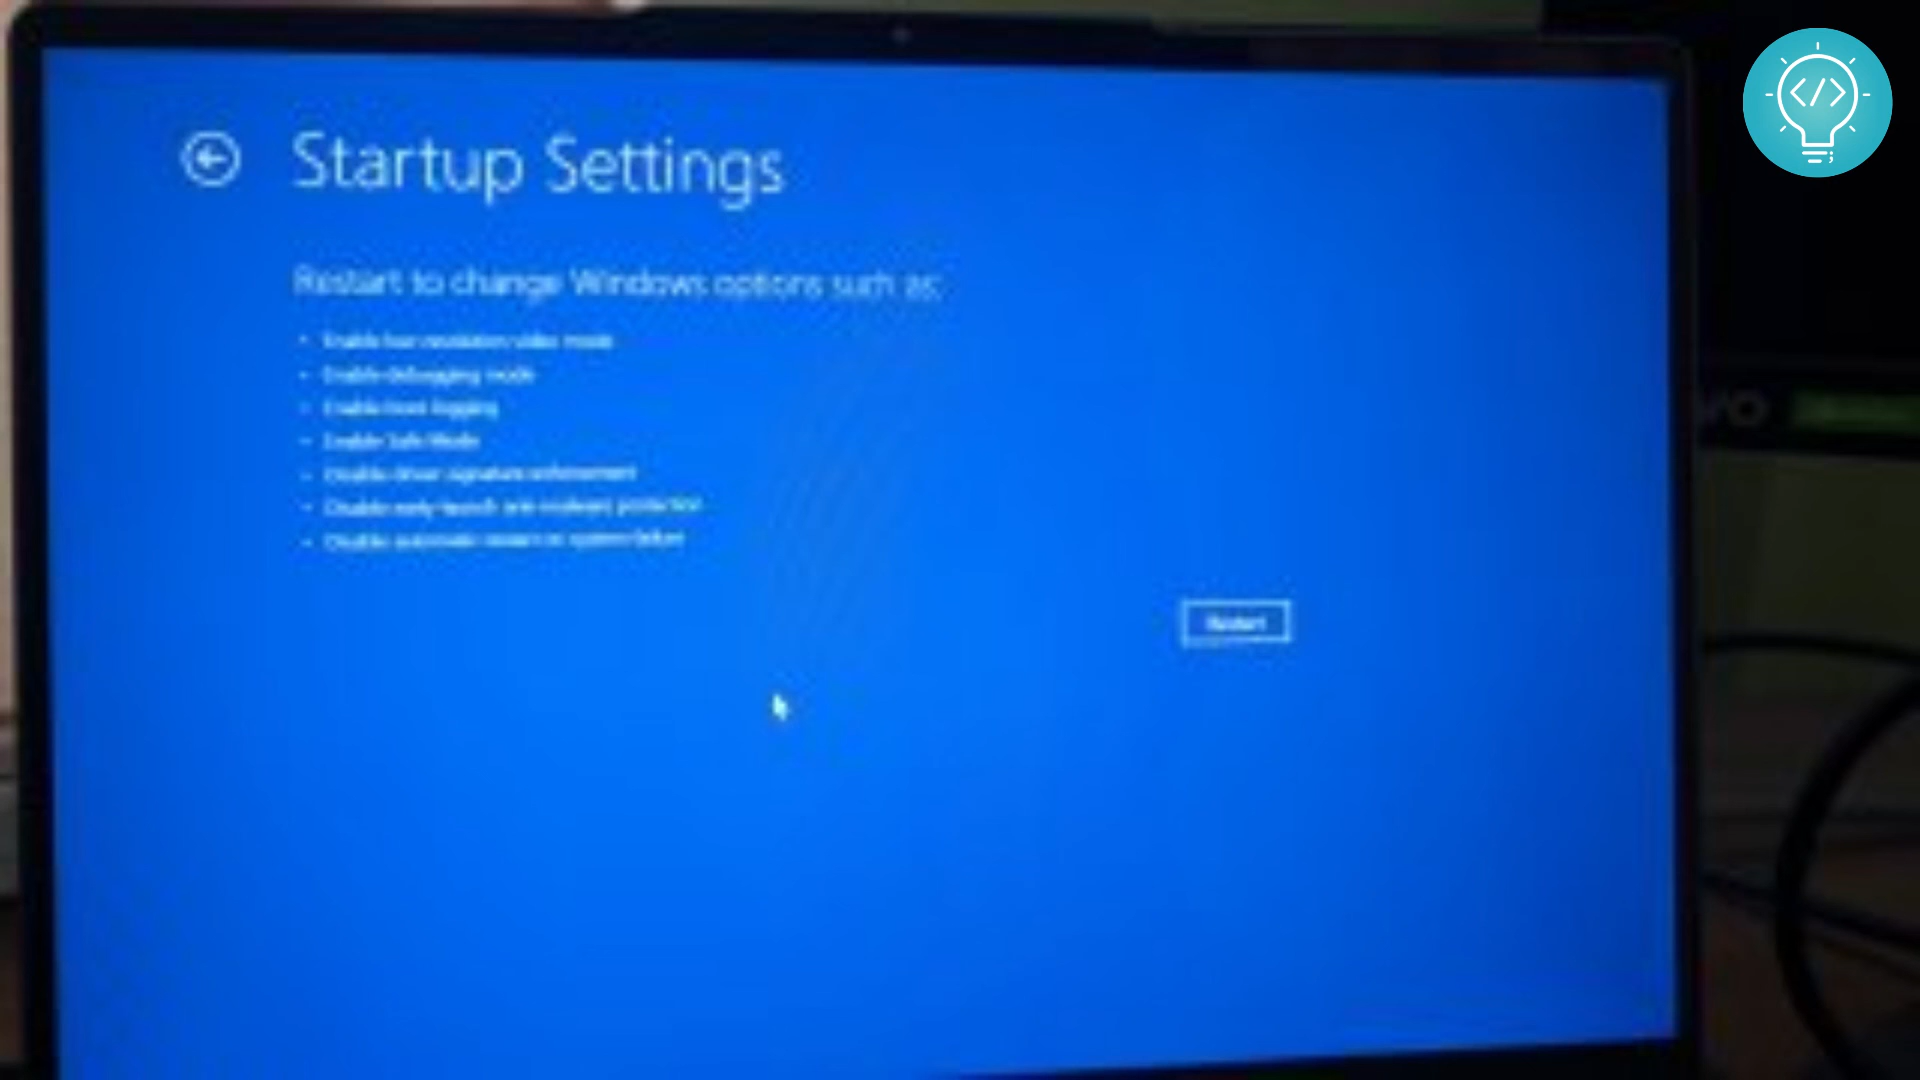 Startup Settings
Restart to change Windows options such as:
• Enable low-resolution video mode
• Enable debugging mode
• Enable boot logging
• Enable Safe Mode
• Disable driver signature enforcement
• Disable early-launch anti-malware protection
• Disable automatic restart on system failure
Restart